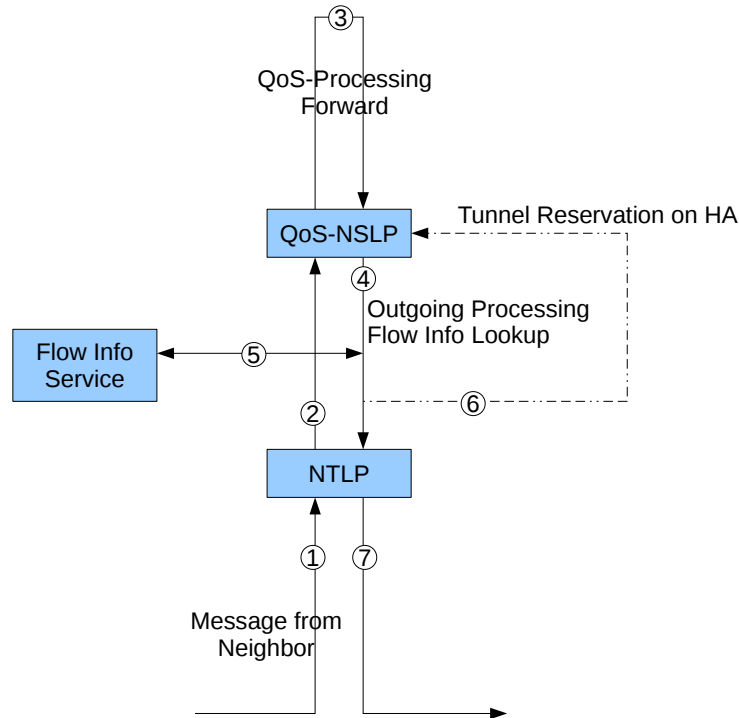 ③
QoS-Processing
Forward
Tunnel Reservation on HA
QoS-NSLP
④
Outgoing Processing
Flow Info Lookup
Flow Info
Service
⑤
⑥
②
NTLP
①
⑦
Message from
Neighbor